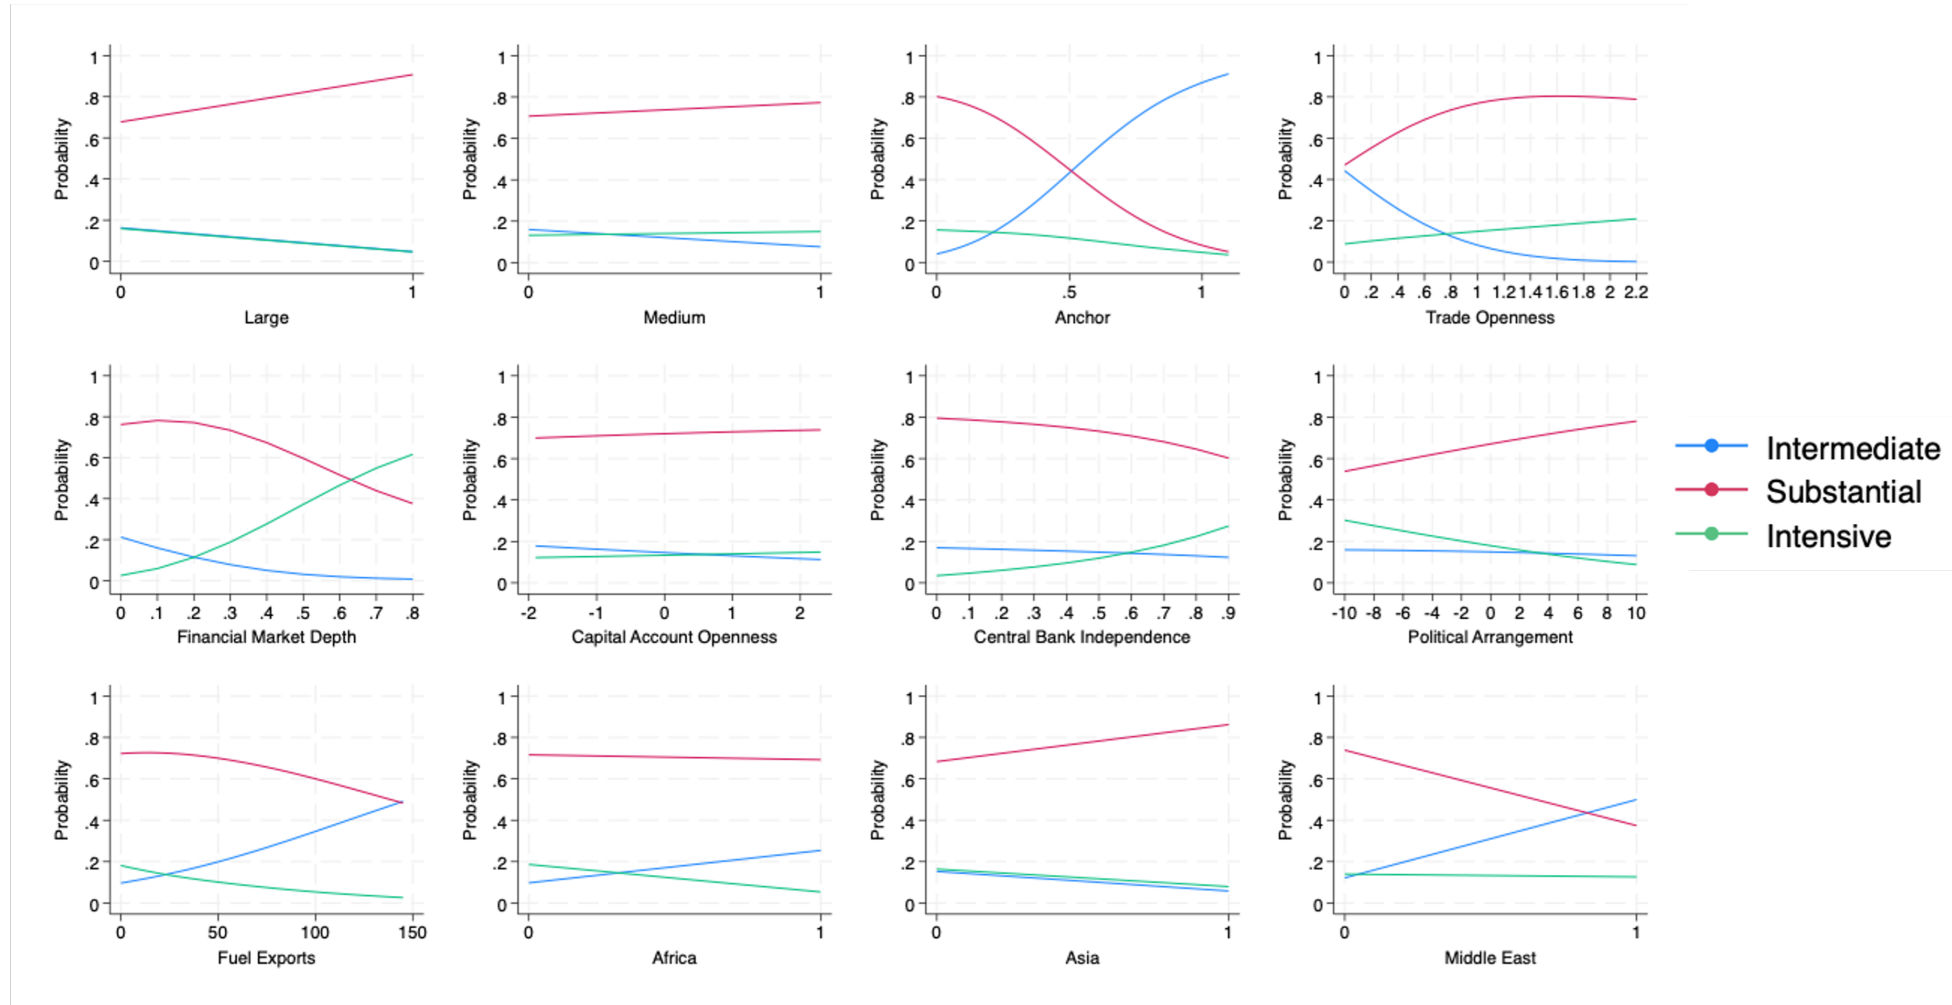 Probability
1
.8
.6
.4
.2
0
0 1
Large
Probability
1
.8
.6
.4
.2
0
0 1
Medium
Probability
1
.8
.6
.4
.2
0
0 .5 1
Anchor
Probability
1
.8
.6
.4
.2
0
0 .2 .4 .6 .8 1 1.2 1.4 1.6 1.8 2 2.2
Trade Openness
Probability
1
.8
.6
.4
.2
0
0 .1 .2 .3 .4 .5 .6 .7 .8
Financial Market Depth
Probability
1
.8
.6
.4
.2
0
-2 -1 0 1 2
Capital Account Openness
Probability
1
.8
.6
.4
.2
0
0 .1 .2 .3 .4 .5 .6 .7 .8 .9
Central Bank Independence
Probability
1
.8
.6
.4
.2
0
-10 -8 -6 -4 -2 0 2 4 6 8 10
Political Arrangement
Intermediate
Substantial
Intensive
Probability
1
.8
.6
.4
.2
0
0 50 100 150
Fuel Exports
Probability
1
.8
.6
.4
.2
0
0 1
Africa
Probability
1
.8
.6
.4
.2
0
0 1
Asia
Probability
1
.8
.6
.4
.2
0
0 1
Middle East